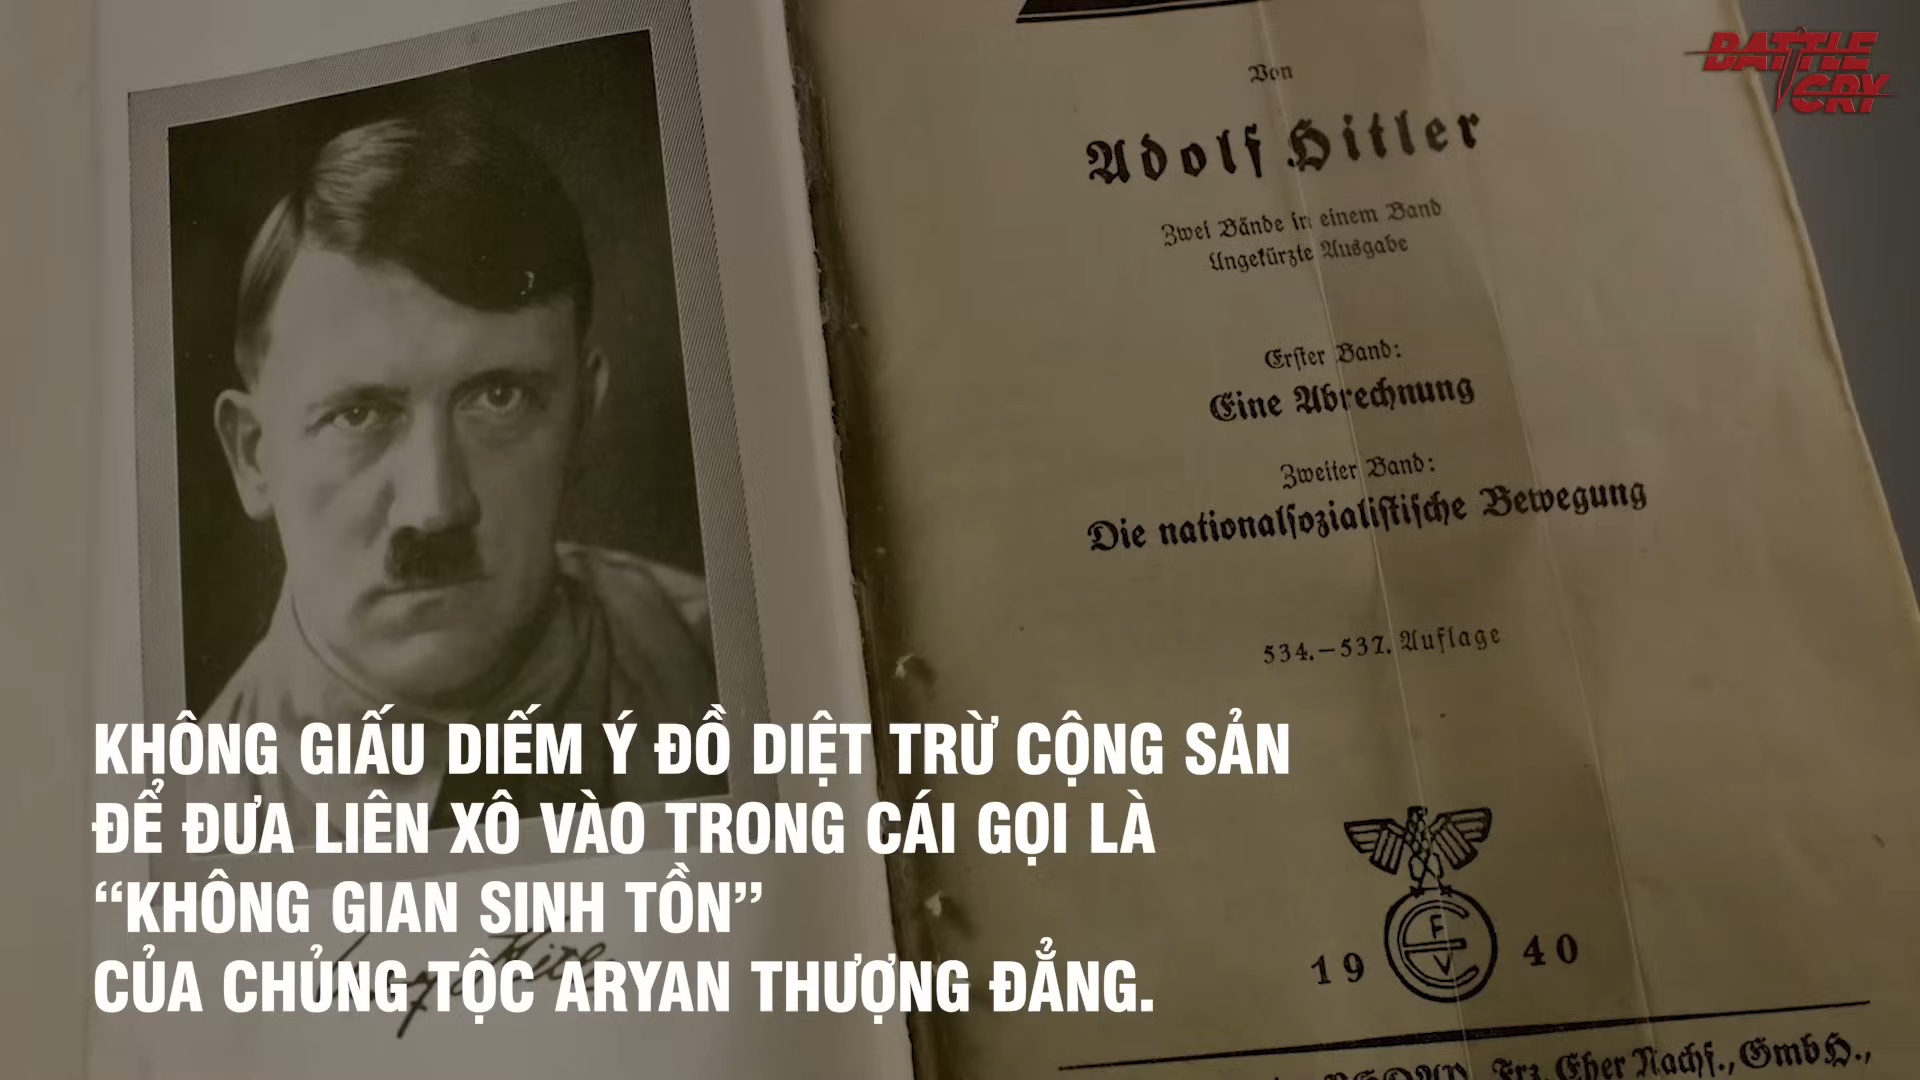 BATTLE
CRY
Von
Adolf Hitler
Zwei Bände in einem Band
Ungekürzte Ausgabe
Erster Band:
Eine Abrechnung
Zweiter Band:
Die nationalsozialistische Bewegung
534.–537. Auflage
KHÔNG GIẤU DIẾM Ý ĐỒ DIỆT TRỪ CỘNG SẢN
ĐỂ ĐƯA LIÊN XÔ VÀO TRONG CÁI GỌI LÀ
“KHÔNG GIAN SINH TỒN”
CỦA CHỦNG TỘC ARYAN THƯỢNG ĐẲNG.
1940
Frz. Eher Nachf., GmbH.,